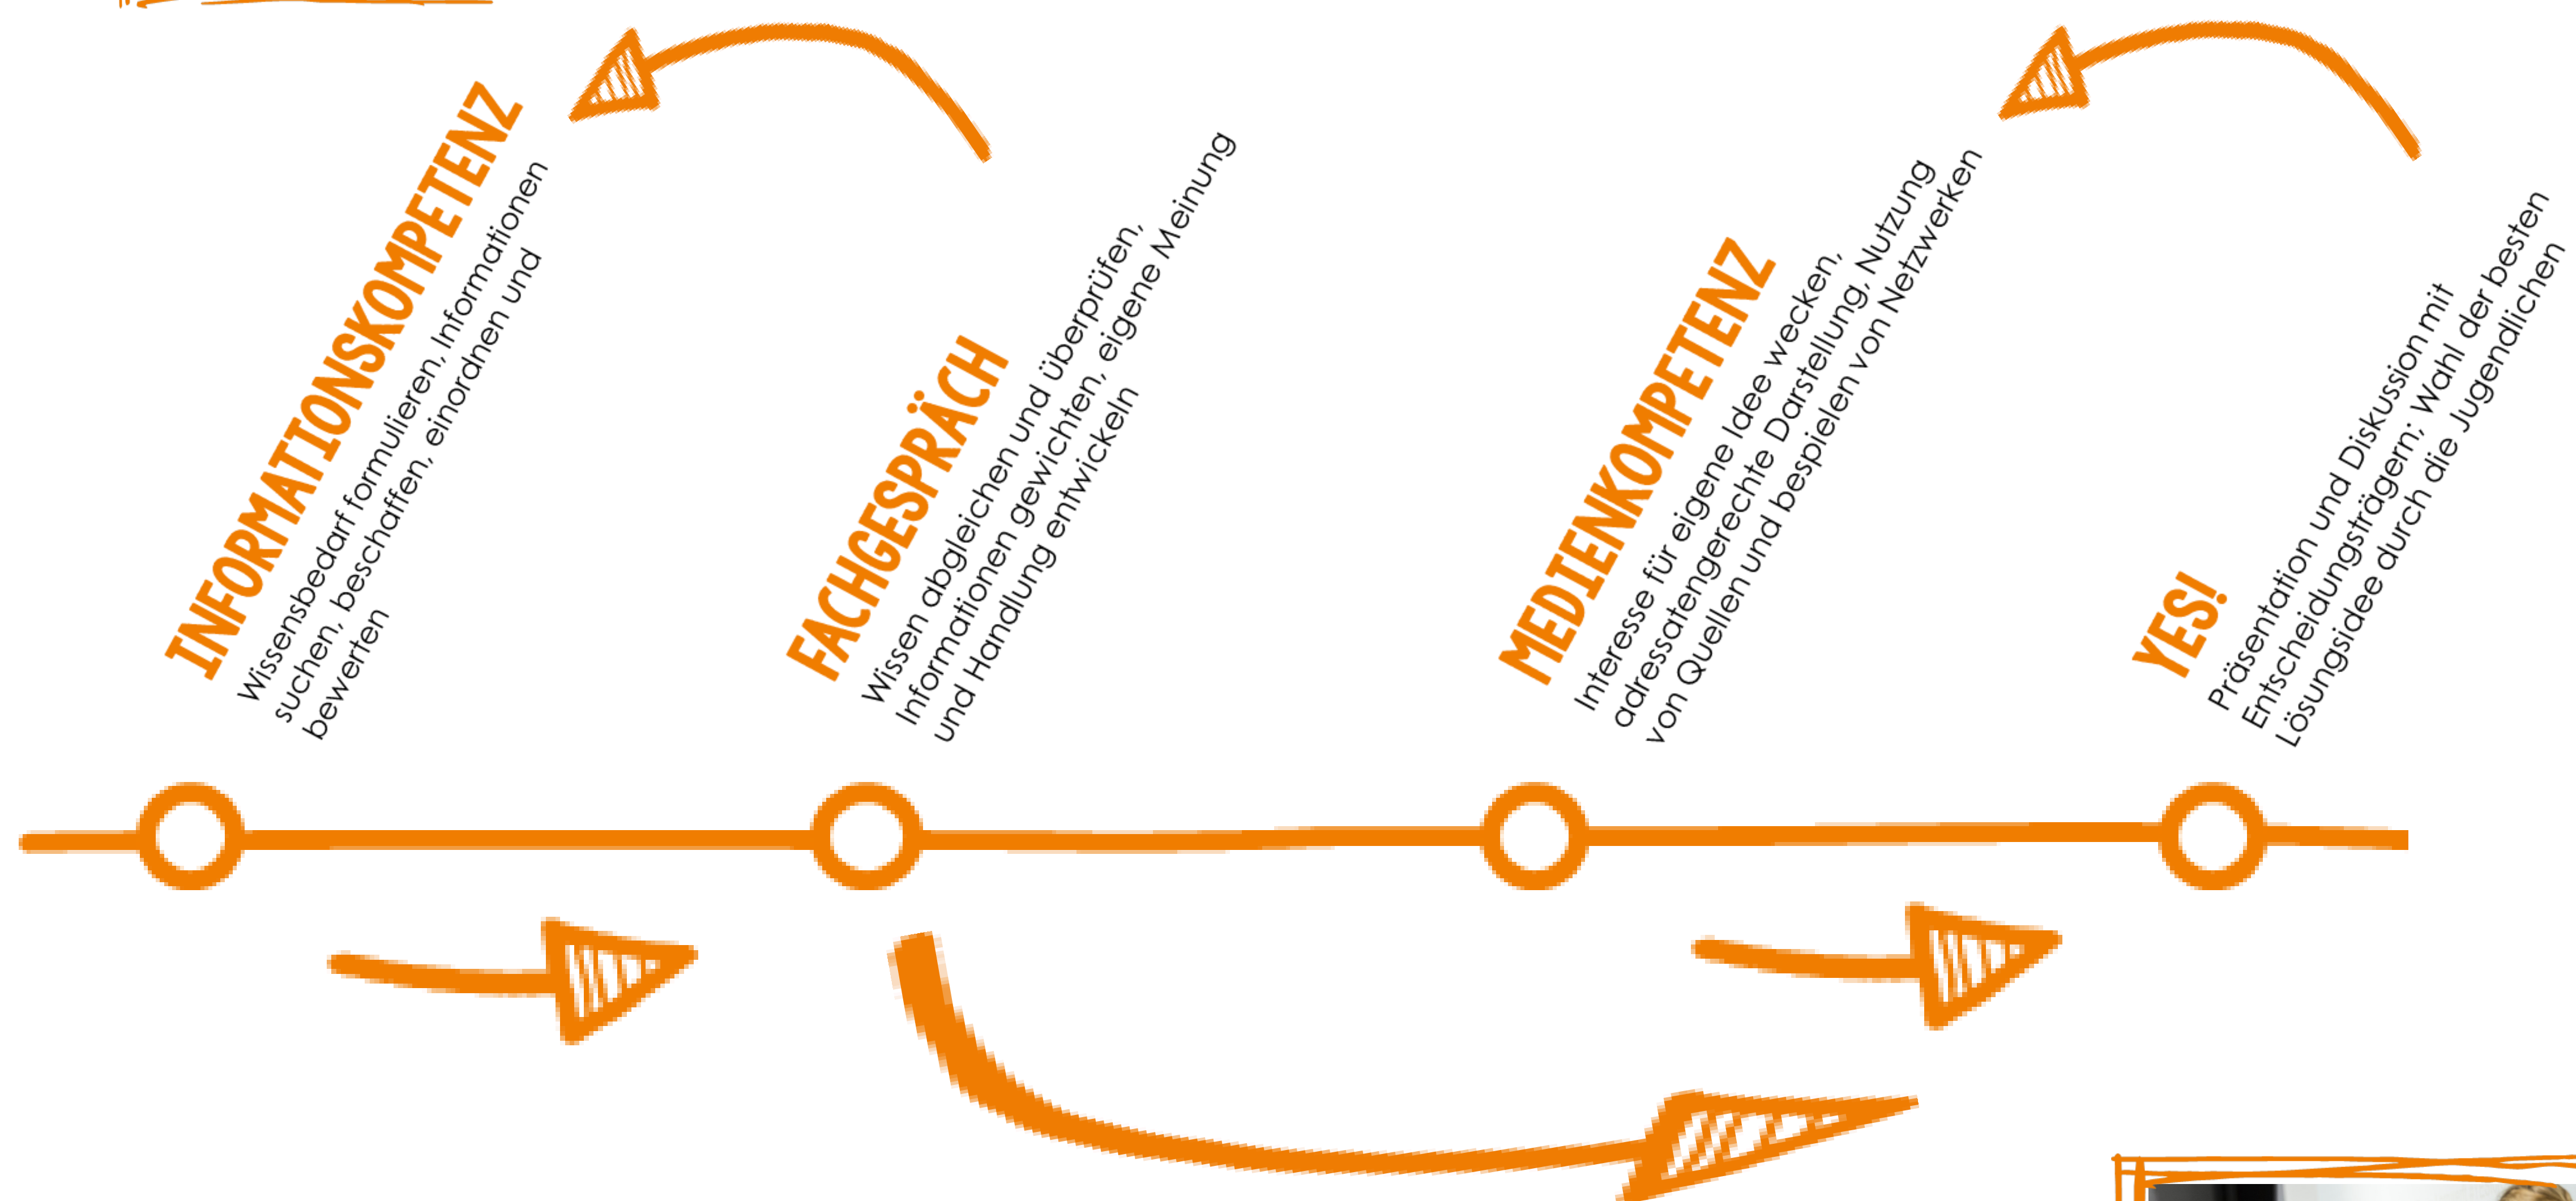 INFORMATIONSKOMPETENZ
Wissensbedarf formulieren, Informationen
suchen, beschaffen, einordnen und
bewerten
FACHGESPRÄCH
Wissen abgleichen und überprüfen,
Informationen gewichten, eigene Meinung
und Handlung entwickeln
MEDIENKOMPETENZ
Interesse für eigene Idee wecken,
adressatengerechte Darstellung, Nutzung
von Quellen und bespielen von Netzwerken
YES!
Präsentation und Diskussion mit
Entscheidungsträgern; Wahl der besten
Lösungsidee durch die Jugendlichen